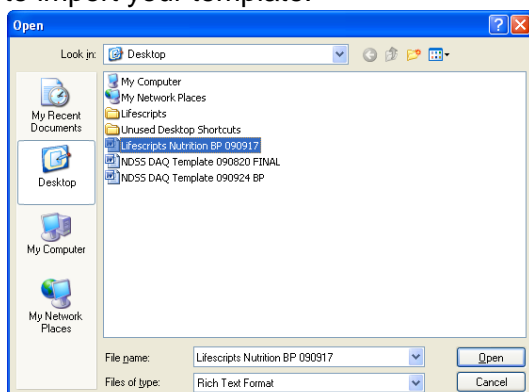 to import your template.
Open
Look in: Desktop
My Recent Documents
Desktop
My Computer
My Network Places
My Computer
My Network Places
Lifescripts
Unused Desktop Shortcuts
Lifescripts Nutrition BP 090917
NDSS DAQ Template 090820 FINAL
NDSS DAQ Template 090924 BP
File name: Lifescripts Nutrition BP 090917 Open
Files of type: Rich Text Format Cancel